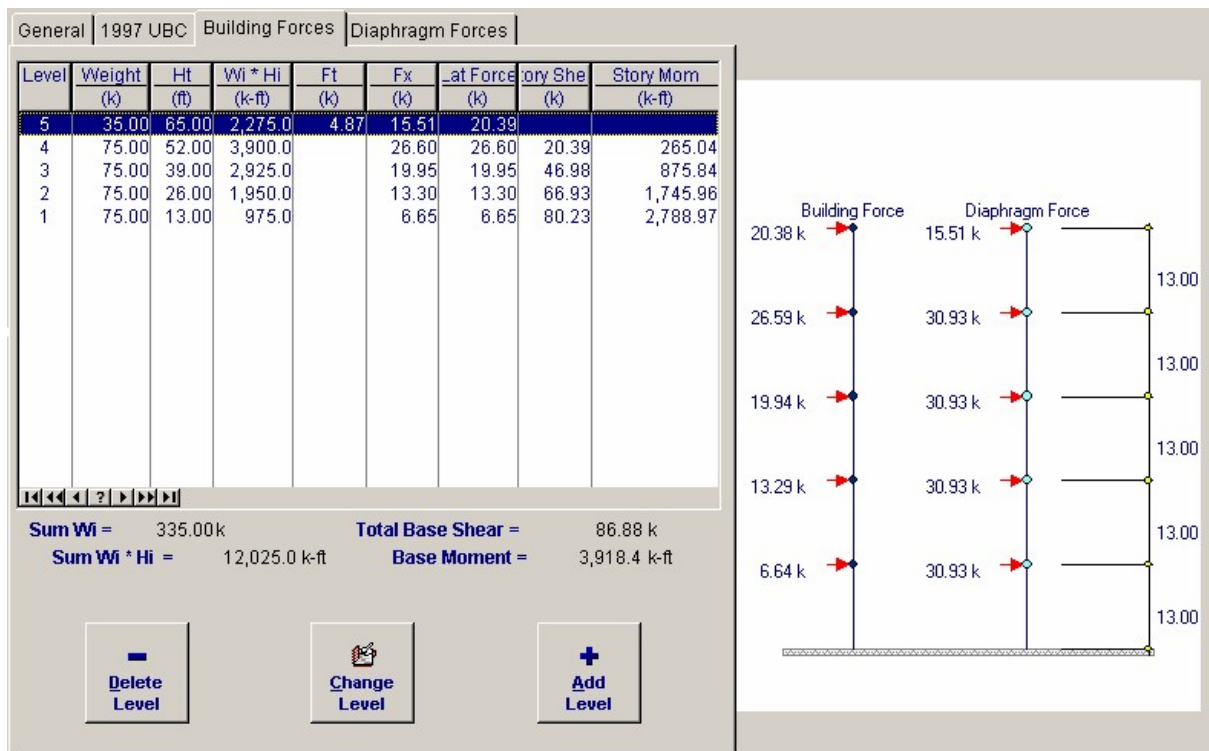 General 1997 UBC Building Forces Diaphragm Forces
Level Weight Ht Wi * Hi Ft Fx Lat Force tory She Story Mom
(k) (ft) (k-ft) (k) (k) (k) (k) (k-ft)
5 35.00 65.00 2,275.0 4.87 15.51 20.39
4 75.00 52.00 3,900.0 26.60 26.60 20.39 265.04
3 75.00 39.00 2,925.0 19.95 19.95 46.98 875.84
2 75.00 26.00 1,950.0 13.30 13.30 66.93 1,745.96
1 75.00 13.00 975.0 6.65 6.65 80.23 2,788.97
?
Sum Wi = 335.00k Total Base Shear = 86.88 k
Sum Wi * Hi = 12,025.0 k-ft Base Moment = 3,918.4 k-ft
Delete
Level
Change
Level
Add
Level
Building Force Diaphragm Force
20.38 k 15.51 k
13.00
26.59 k 30.93 k
13.00
19.94 k 30.93 k
13.00
13.29 k 30.93 k
13.00
6.64 k 30.93 k
13.00